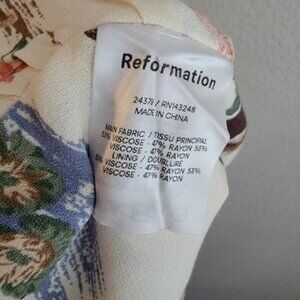 Reformation
24378 / RN143248
MADE IN CHINA
MAIN FABRIC / TISSU PRINCIPAL
53% VISCOSE - 47% RAYON 53%
VISCOSE - 47% RAYON
LINING / DOUBLURE
53% VISCOSE - 47% RAYON 53%
VISCOSE - 47% RAYON